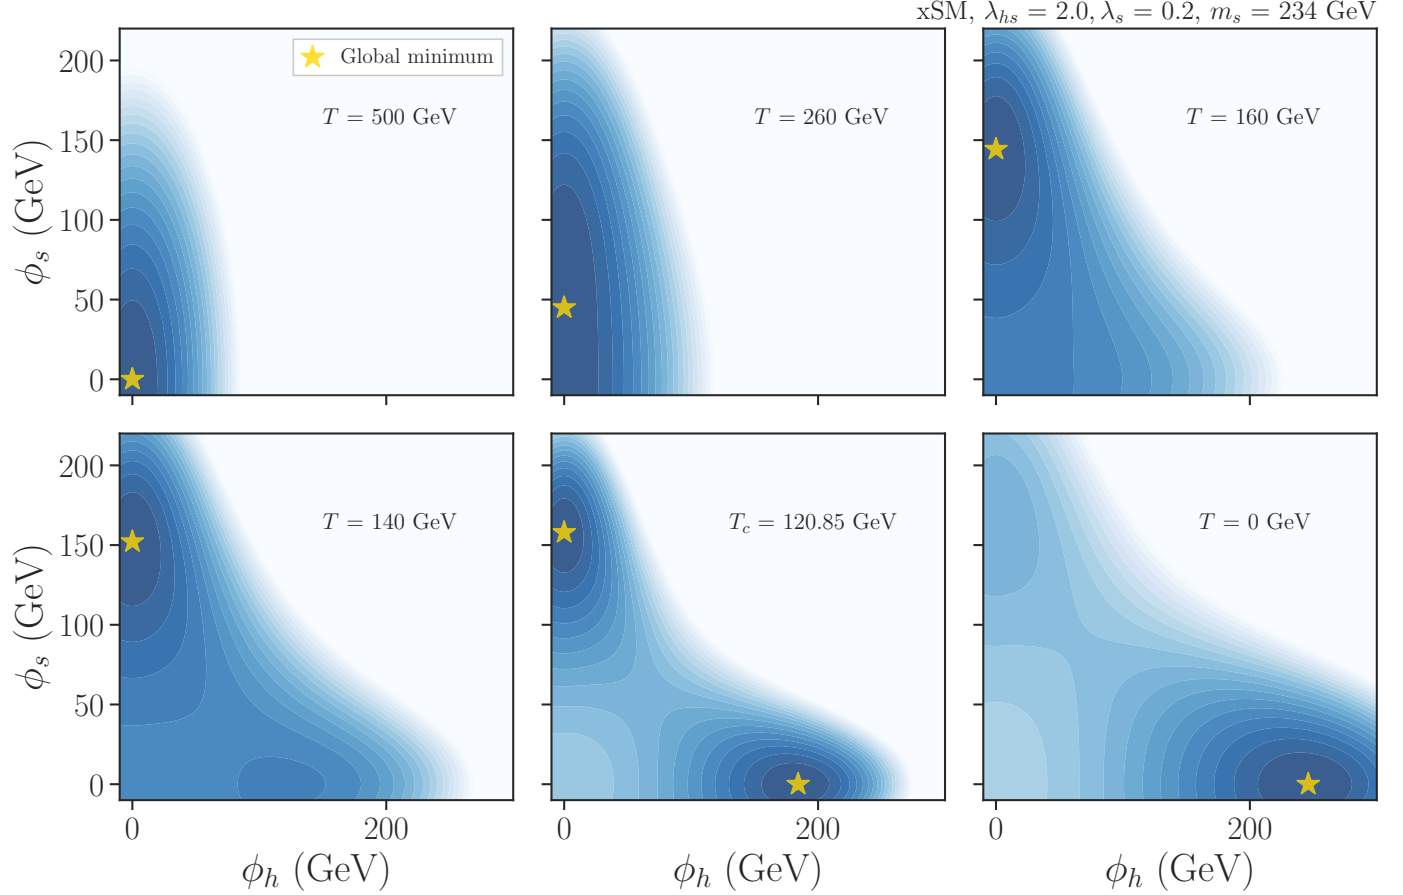 xSM, λ_hs = 2.0, λ_s = 0.2, m_s = 234 GeV
Global minimum
T = 500 GeV
T = 260 GeV
T = 160 GeV
200
150
100
50
0
ϕ_s (GeV)
0 200
0 200
0 200
T = 140 GeV
T_c = 120.85 GeV
T = 0 GeV
200
150
100
50
0
ϕ_s (GeV)
ϕ_h (GeV)
ϕ_h (GeV)
ϕ_h (GeV)